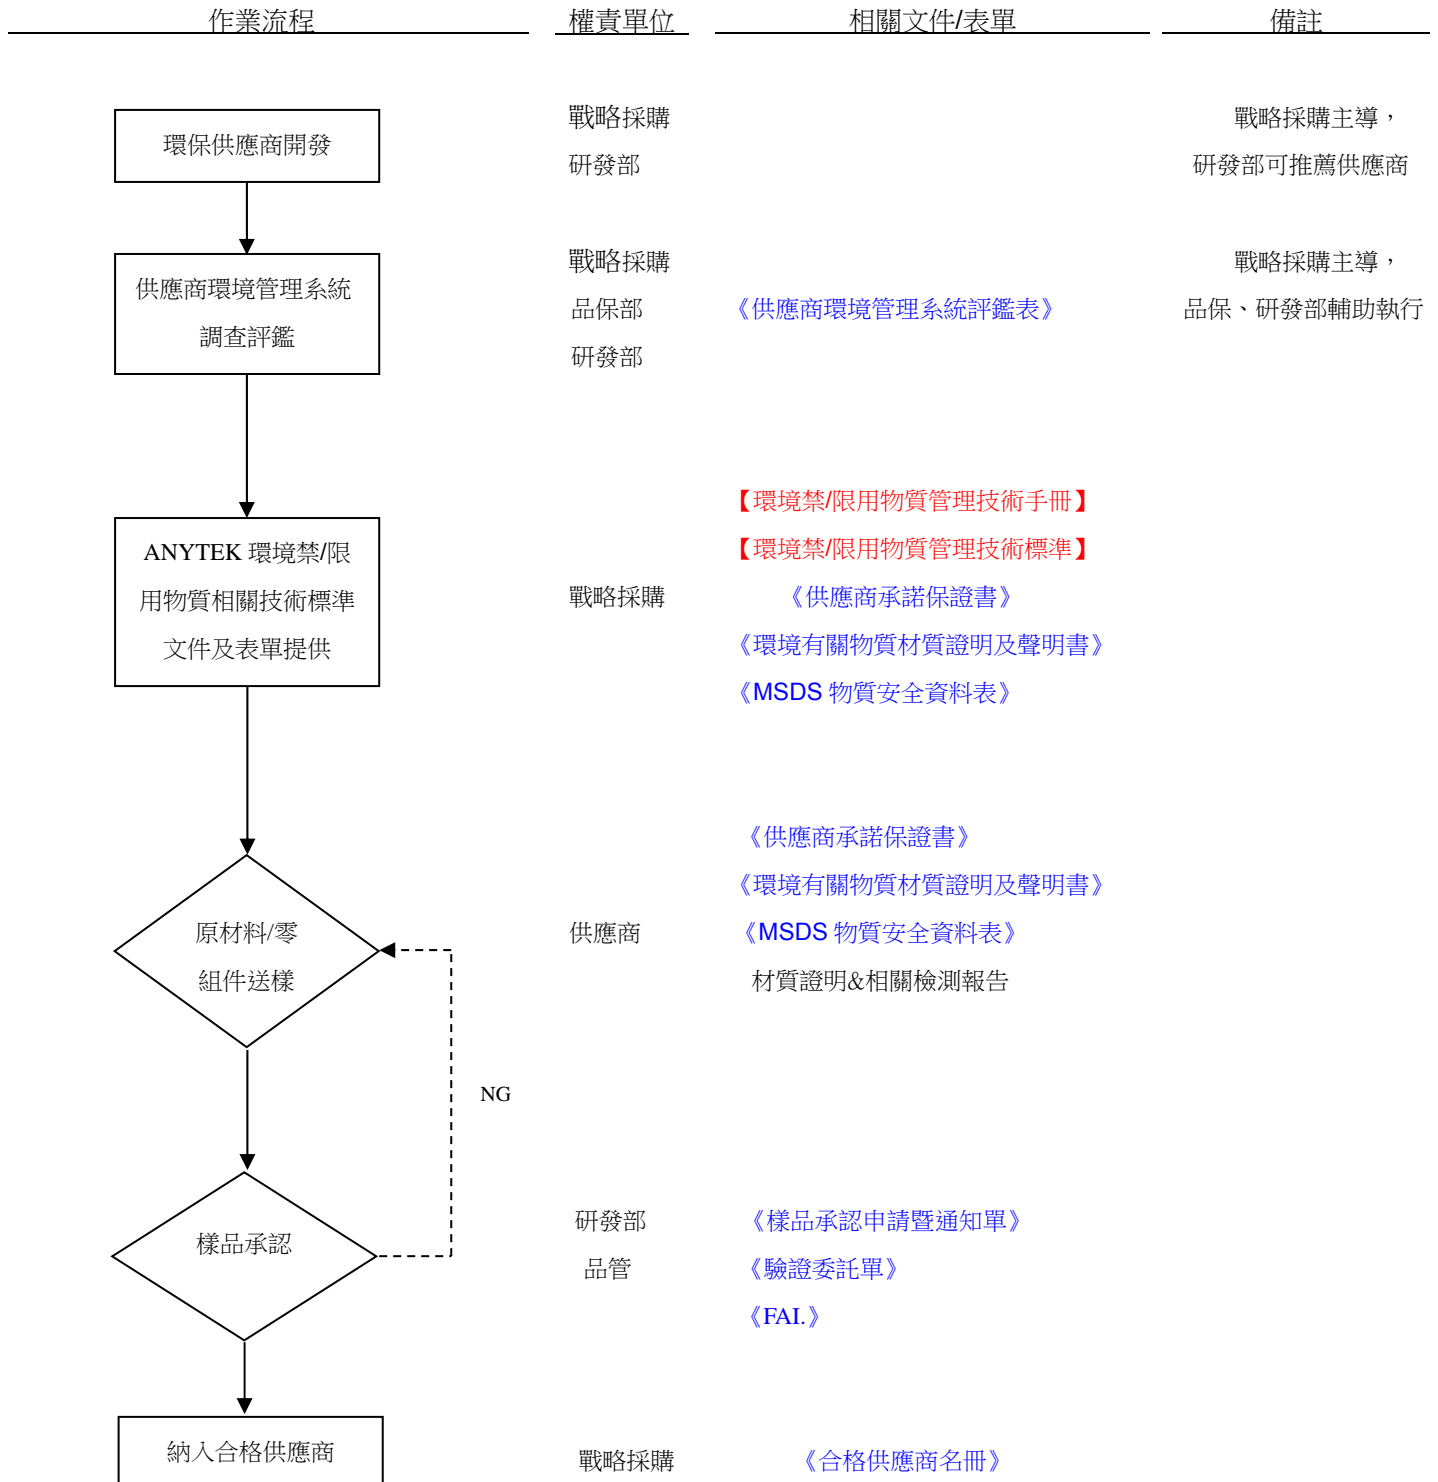 作業流程 權責單位 相關文件/表單 備註
環保供應商開發
戰略採購
研發部
戰略採購主導，
研發部可推薦供應商
供應商環境管理系統
調查評鑑
戰略採購
品保部
研發部
《供應商環境管理系統評鑑表》
戰略採購主導，
品保、研發部輔助執行
ANYTEK 環境禁/限
用物質相關技術標準
文件及表單提供
戰略採購
【環境禁/限用物質管理技術手冊】
【環境禁/限用物質管理技術標準】
《供應商承諾保證書》
《環境有關物質材質證明及聲明書》
《MSDS 物質安全資料表》
原材料/零
組件送樣
供應商
《供應商承諾保證書》
《環境有關物質材質證明及聲明書》
《MSDS 物質安全資料表》
材質證明&相關檢測報告
NG
樣品承認
研發部
品管
《樣品承認申請暨通知單》
《驗證委託單》
《FAI.》
納入合格供應商
戰略採購
《合格供應商名冊》